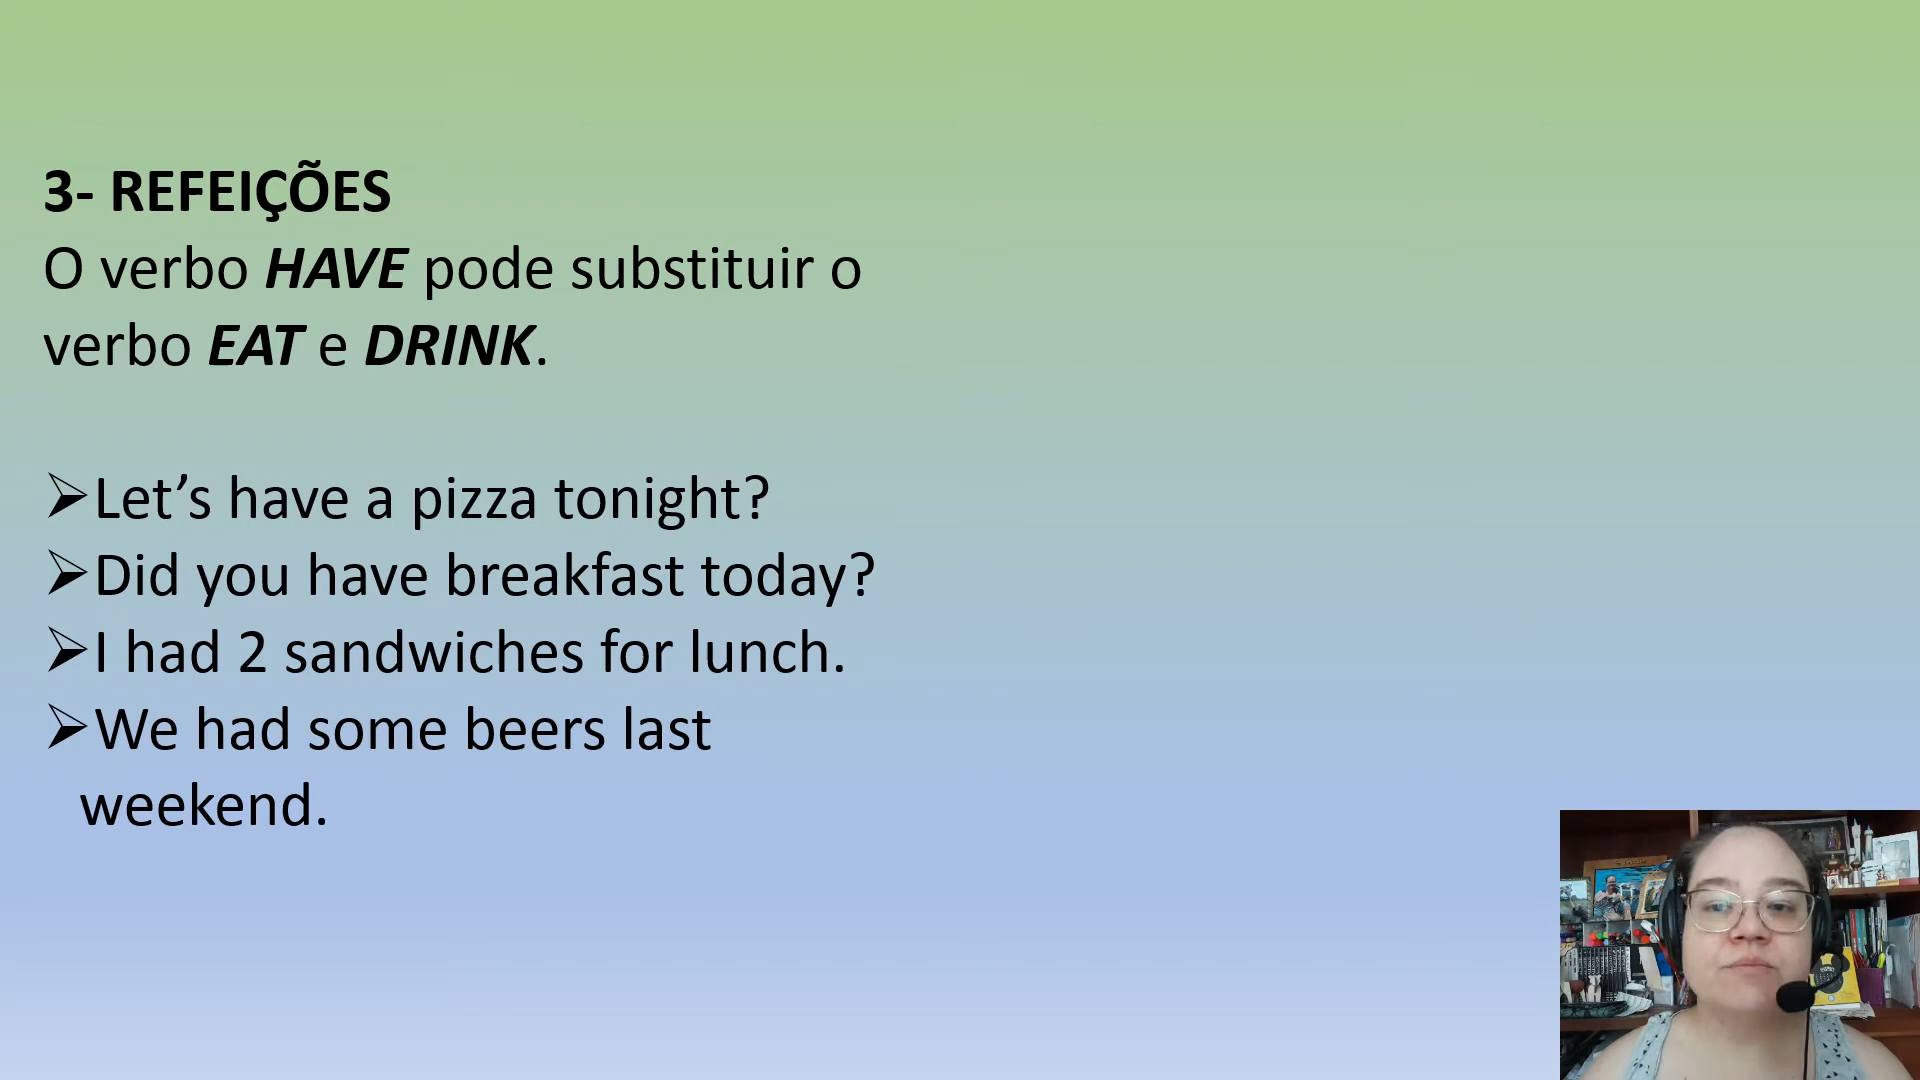 3- REFEIÇÕES
O verbo HAVE pode substituir o
verbo EAT e DRINK.
➢Let’s have a pizza tonight?
➢Did you have breakfast today?
➢I had 2 sandwiches for lunch.
➢We had some beers last
weekend.